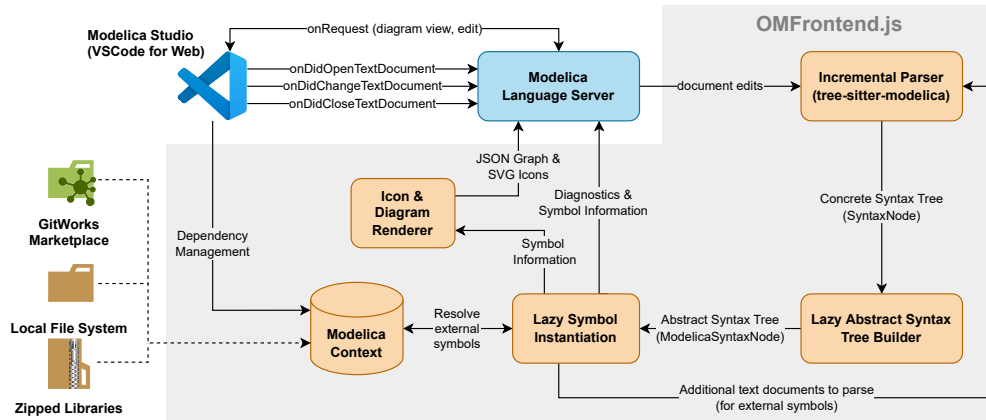 OMFrontend.js
Modelica Studio
(VSCode for Web)
onRequest (diagram view, edit)
onDidOpenTextDocument
onDidChangeTextDocument
onDidCloseTextDocument
Modelica
Language Server
document edits
Incremental Parser
(tree-sitter-modelica)
JSON Graph &
SVG Icons
Diagnostics &
Symbol Information
Icon &
Diagram
Renderer
Concrete Syntax Tree
(SyntaxNode)
GitWorks
Marketplace
Dependency
Management
Symbol
Information
Local File System
Modelica
Context
Resolve
external
symbols
Lazy Symbol
Instantiation
Abstract Syntax Tree
(ModelicaSyntaxNode)
Lazy Abstract Syntax
Tree Builder
Zipped Libraries
Additional text documents to parse
(for external symbols)